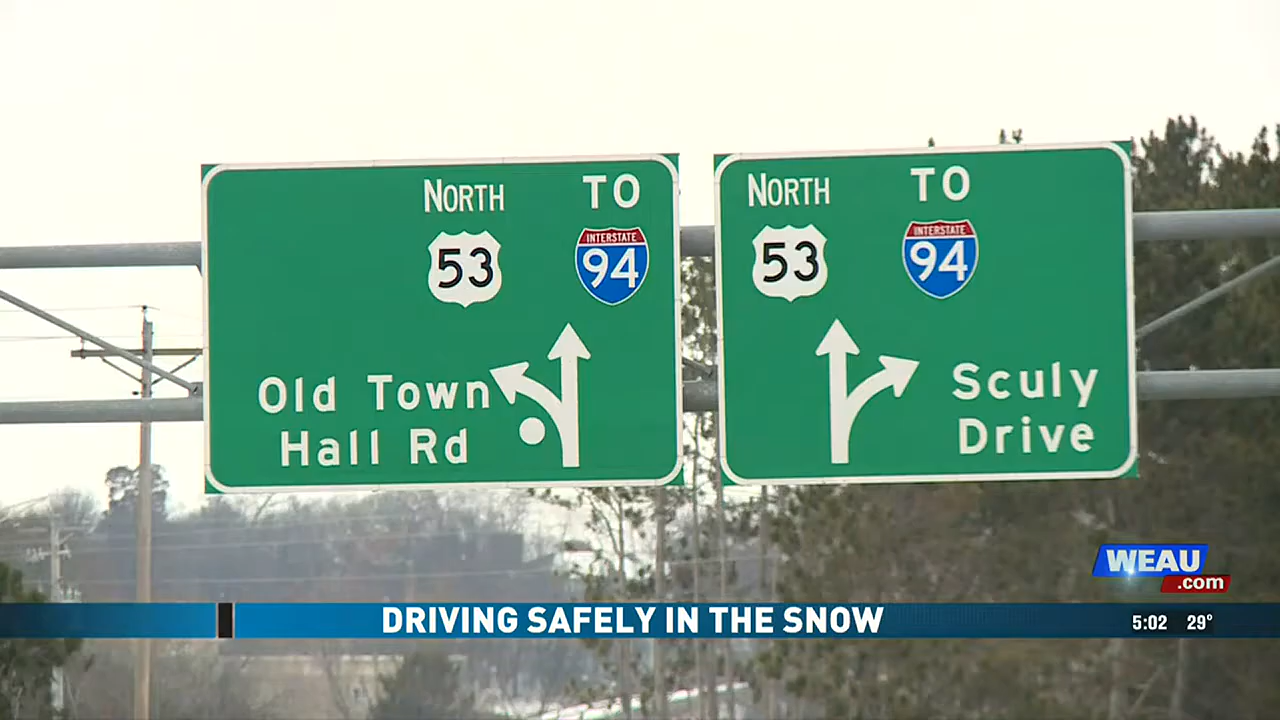 NORTH TO
53 INTERSTATE 94
Old Town
Hall Rd
NORTH TO
53 INTERSTATE 94
Sculy
Drive
WEAU
.com
DRIVING SAFELY IN THE SNOW
5:02 29°